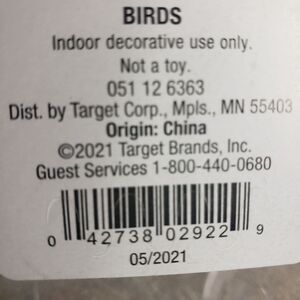 BIRDS
Indoor decorative use only.
Not a toy.
051 12 6363
Dist. by Target Corp., Mpls., MN 55403
Origin: China
©2021 Target Brands, Inc.
Guest Services 1-800-440-0680
0 42738 02922 9
05/2021